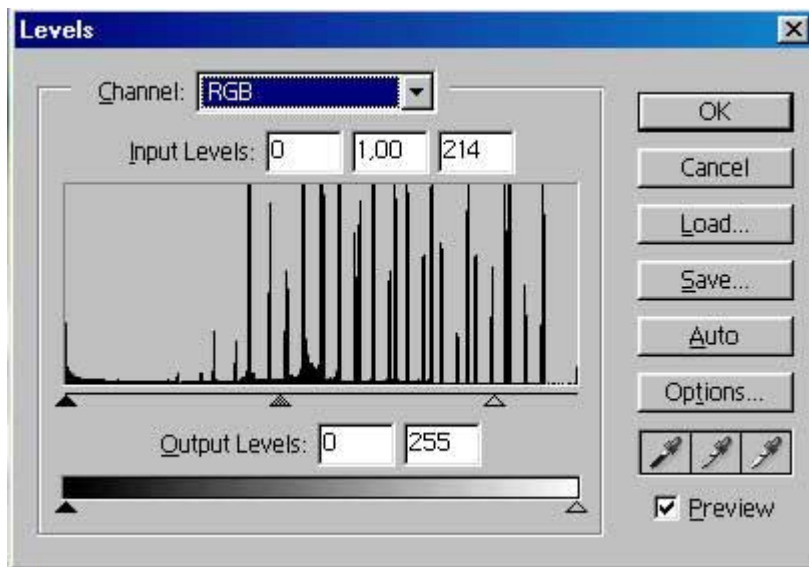 Levels
Channel: RGB
Input Levels: 0 1,00 214
Output Levels: 0 255
OK
Cancel
Load...
Save...
Auto
Options...
Preview